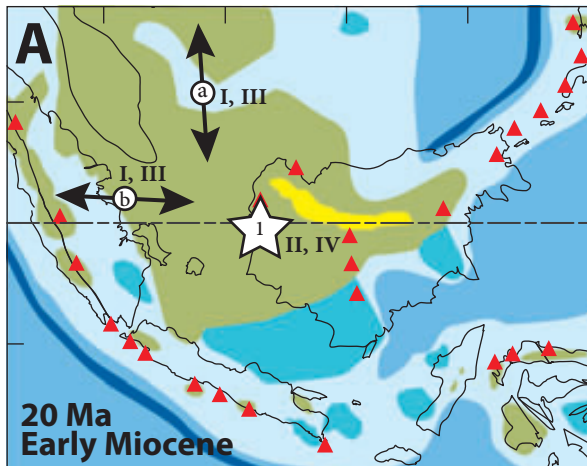 A
a
I, III
I, III
b
1
II, IV
20 Ma
Early Miocene